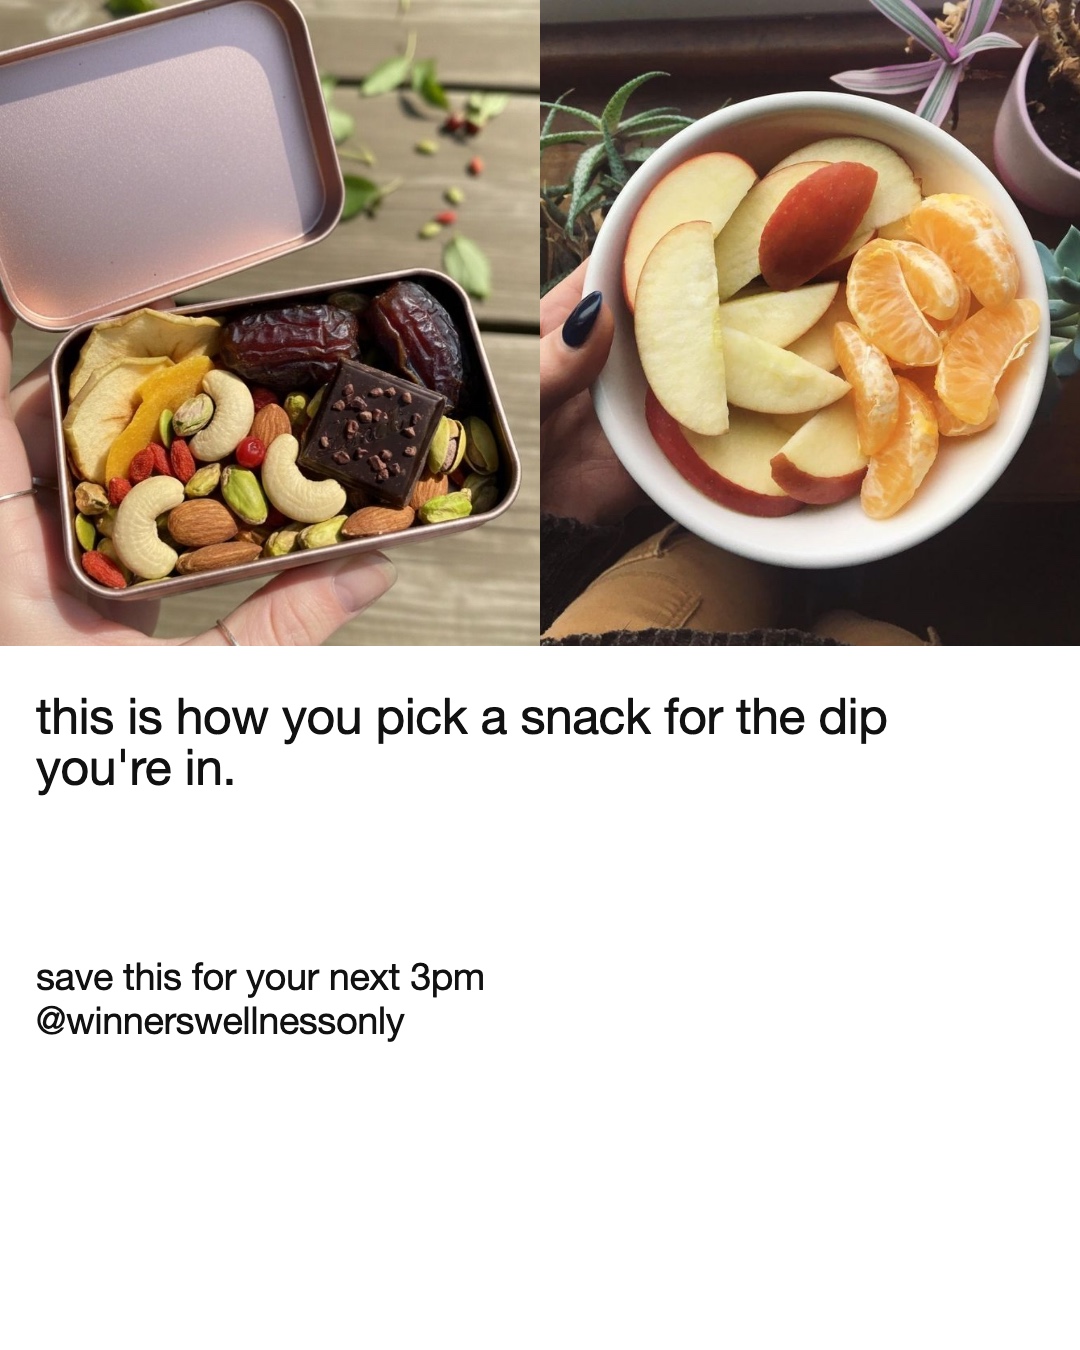 this is how you pick a snack for the dip
you're in.
save this for your next 3pm
@winnerswellnessonly